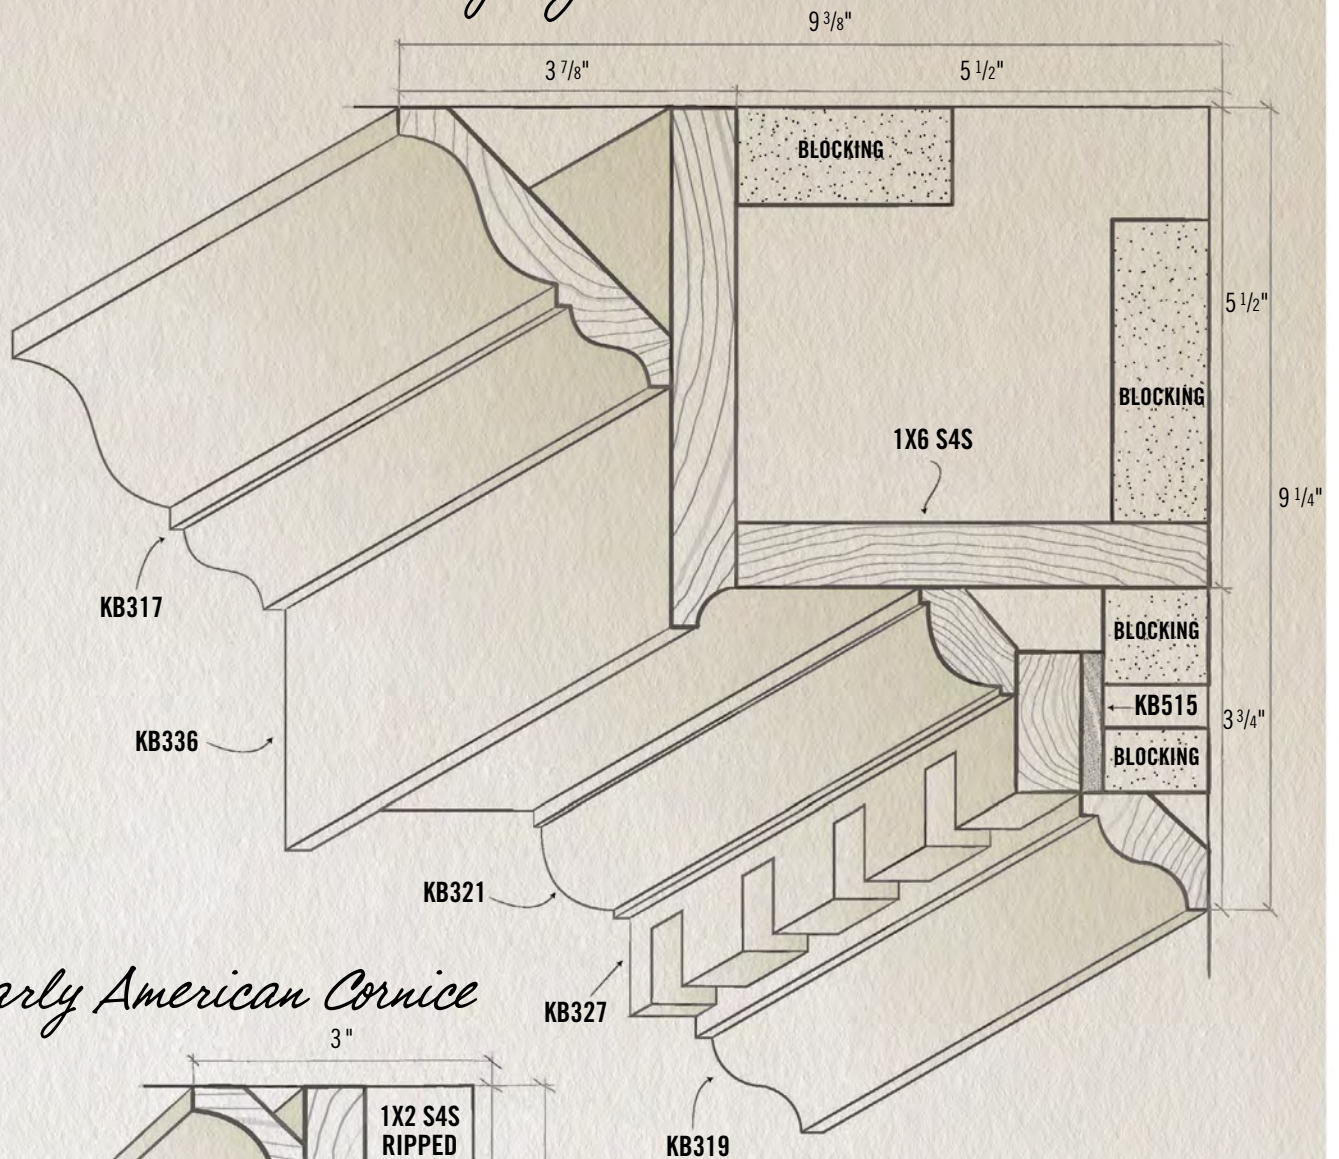 9 3/8"
3 7/8"
5 1/2"
BLOCKING
5 1/2"
BLOCKING
1X6 S4S
9 1/4"
KB317
BLOCKING
KB515
3 3/4"
KB336
BLOCKING
KB321
American Cornice
KB327
3"
1X2 S4S
RIPPED
KB319